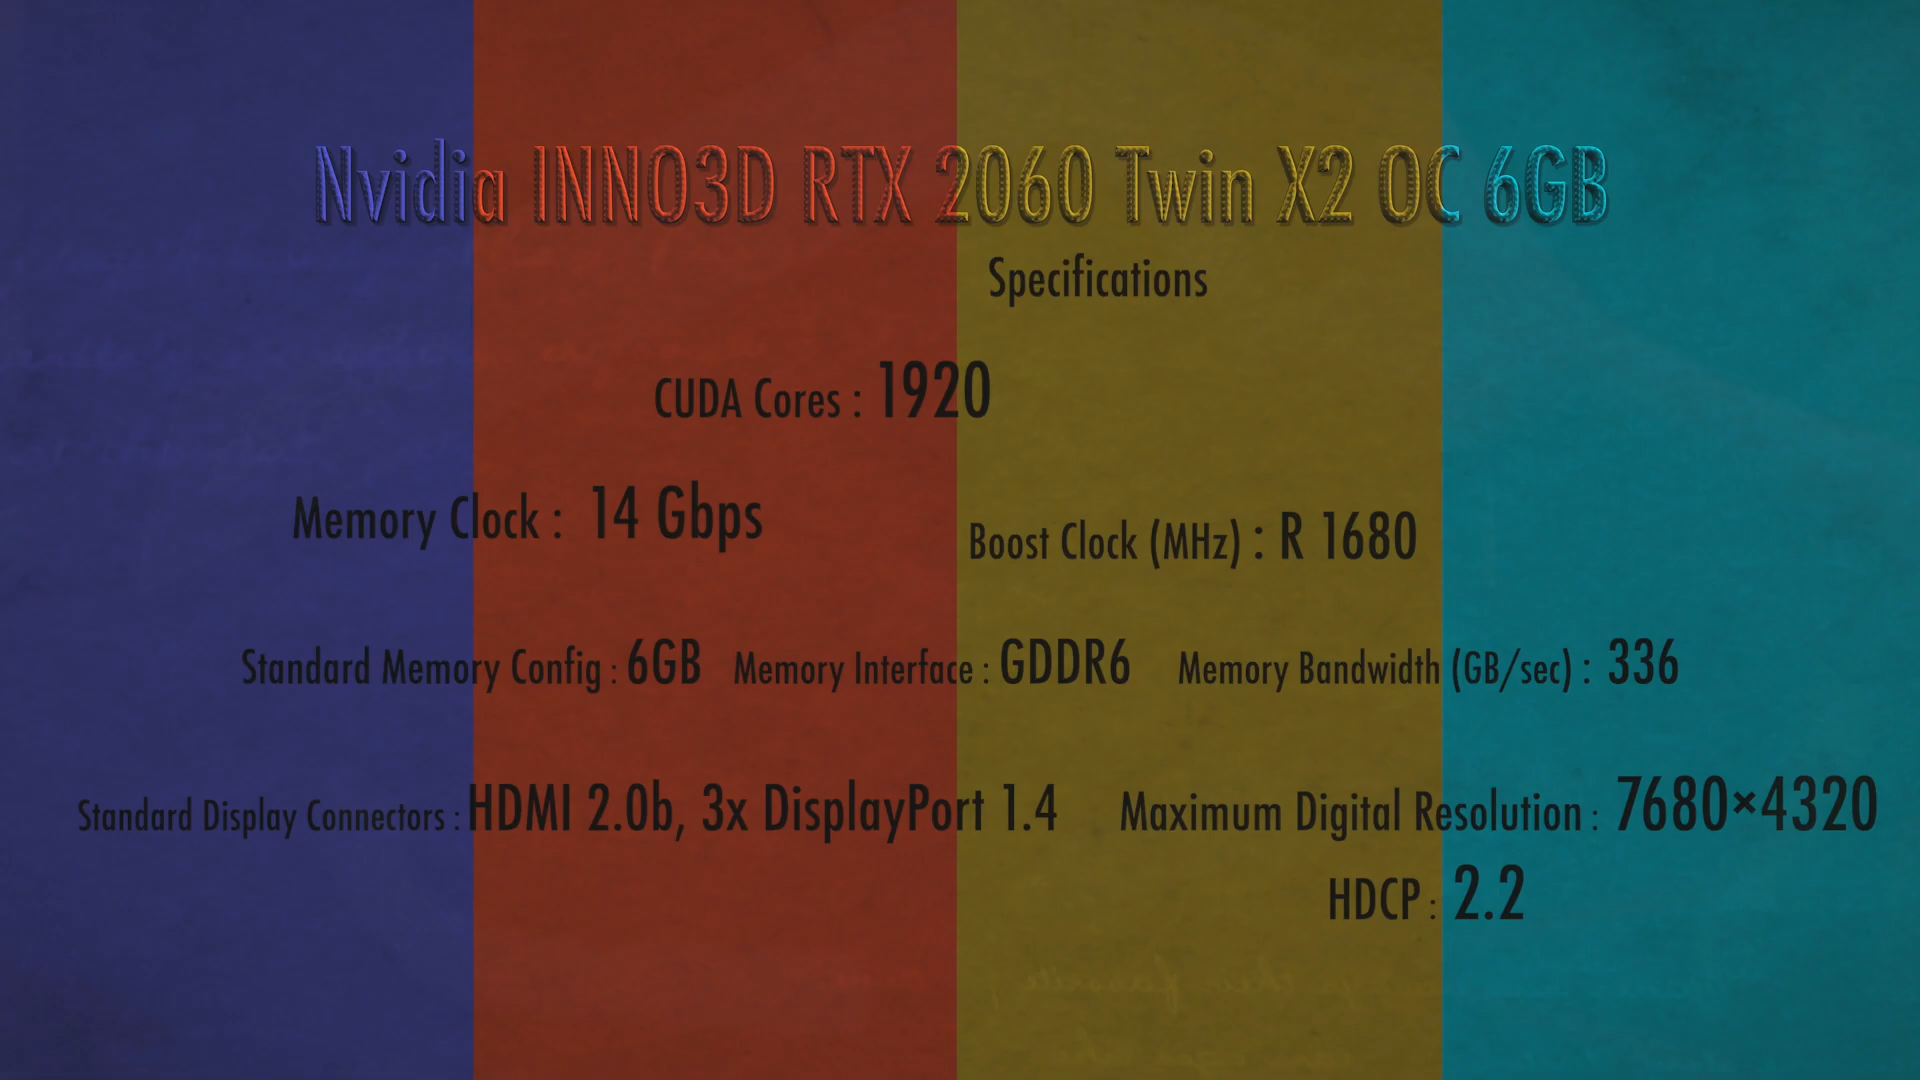 Nvidia INNO3D RTX 2060 Twin X2 OC 6GB
Specifications
CUDA Cores : 1920
Memory Clock : 14 Gbps
Boost Clock (MHz) : R 1680
Standard Memory Config : 6GB Memory Interface : GDDR6 Memory Bandwidth (GB/sec) : 336
Standard Display Connectors : HDMI 2.0b, 3x DisplayPort 1.4 Maximum Digital Resolution : 7680×4320
HDCP : 2.2